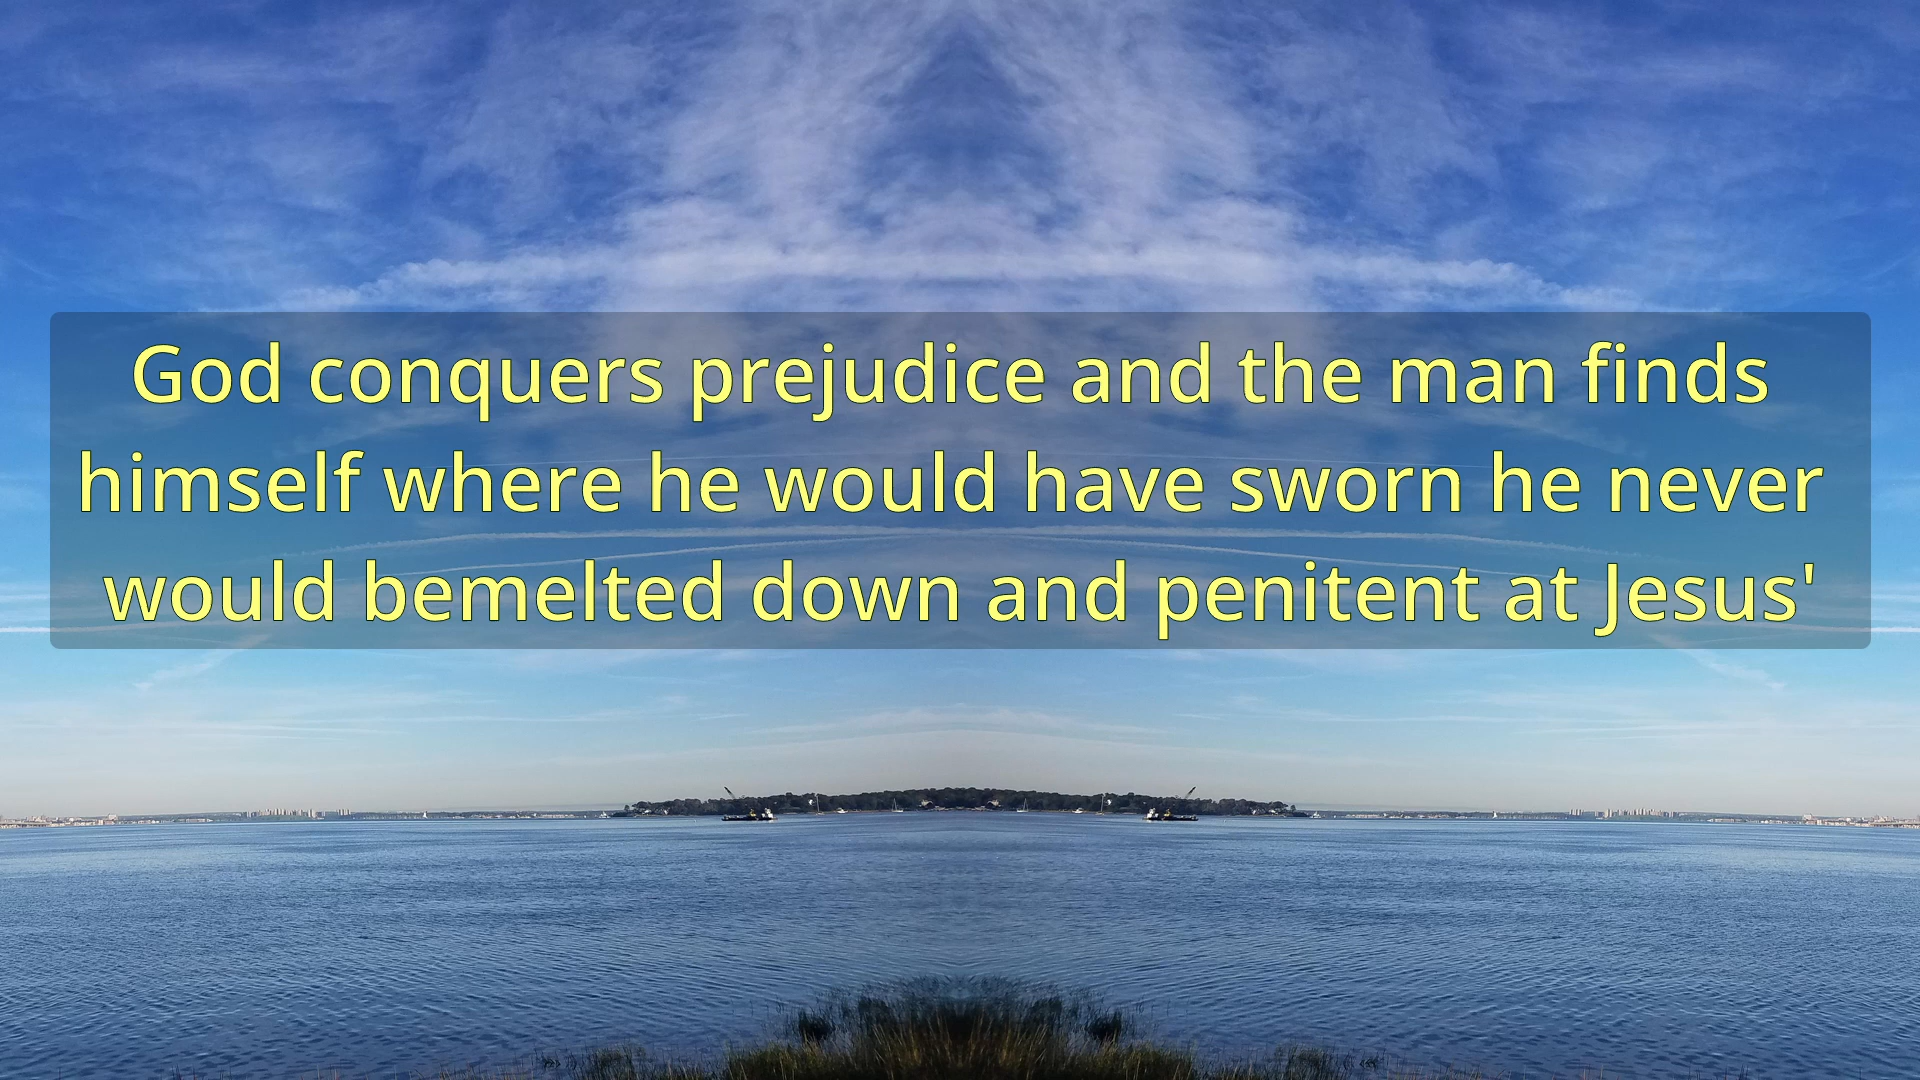 God conquers prejudice and the man finds
himself where he would have sworn he never
would bemelted down and penitent at Jesus'